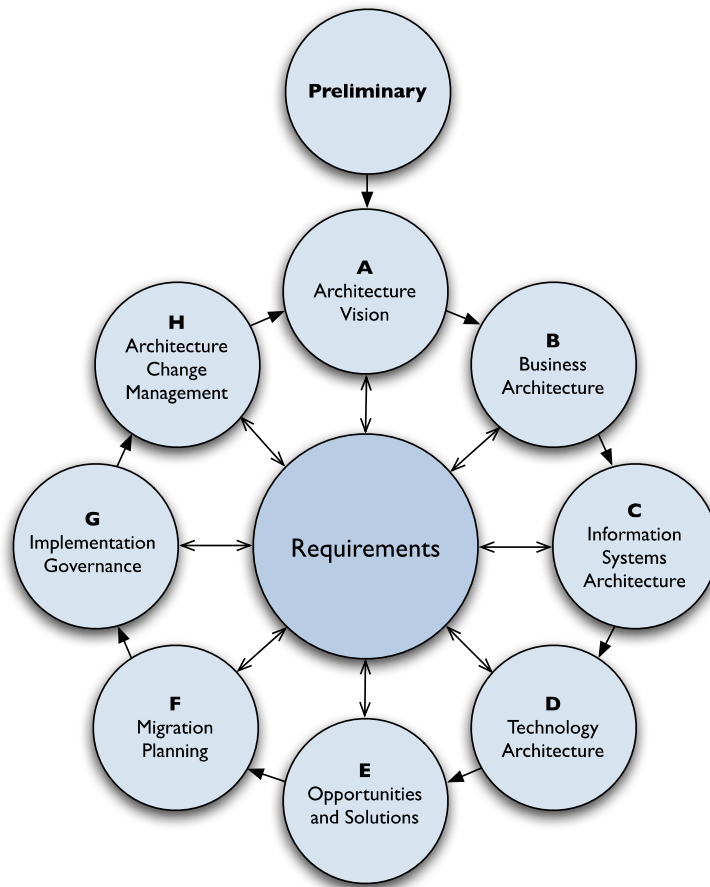 Preliminary
A
Architecture
Vision
B
Business
Architecture
C
Information
Systems
Architecture
D
Technology
Architecture
E
Opportunities
and Solutions
F
Migration
Planning
G
Implementation
Governance
H
Architecture
Change
Management
Requirements